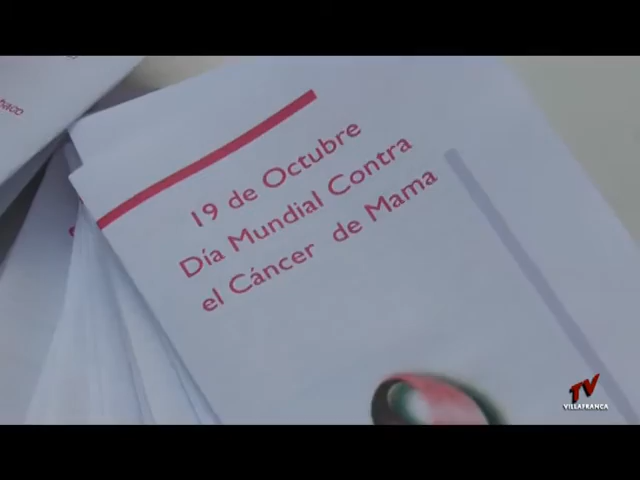 19 de Octubre
Día Mundial Contra
el Cáncer de Mama
TV
VILLAFRANCA